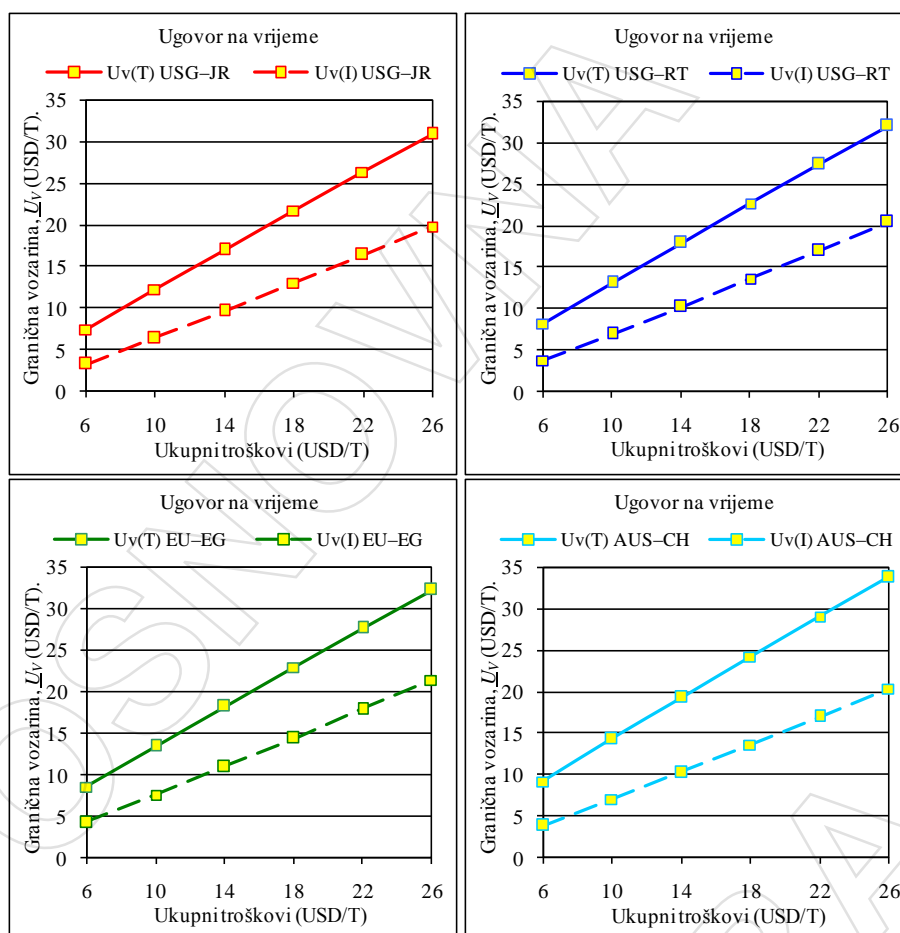 Ugovor na vrijeme
Uv(T) USG–JR Uv(I) USG–JR
Granična vozarina, U_V (USD/T).
35
30
25
20
15
10
5
0
6 10 14 18 22 26
Ukupni troškovi (USD/T)
Ugovor na vrijeme
Uv(T) USG–RT Uv(I) USG–RT
Granična vozarina, U_V (USD/T).
35
30
25
20
15
10
5
0
6 10 14 18 22 26
Ukupni troškovi (USD/T)
Ugovor na vrijeme
Uv(T) EU–EG Uv(I) EU–EG
Granična vozarina, U_V (USD/T).
35
30
25
20
15
10
5
0
6 10 14 18 22 26
Ukupni troškovi (USD/T)
Ugovor na vrijeme
Uv(T) AUS–CH Uv(I) AUS–CH
Granična vozarina, U_V (USD/T).
35
30
25
20
15
10
5
0
6 10 14 18 22 26
Ukupni troškovi (USD/T)
OSNOVNA